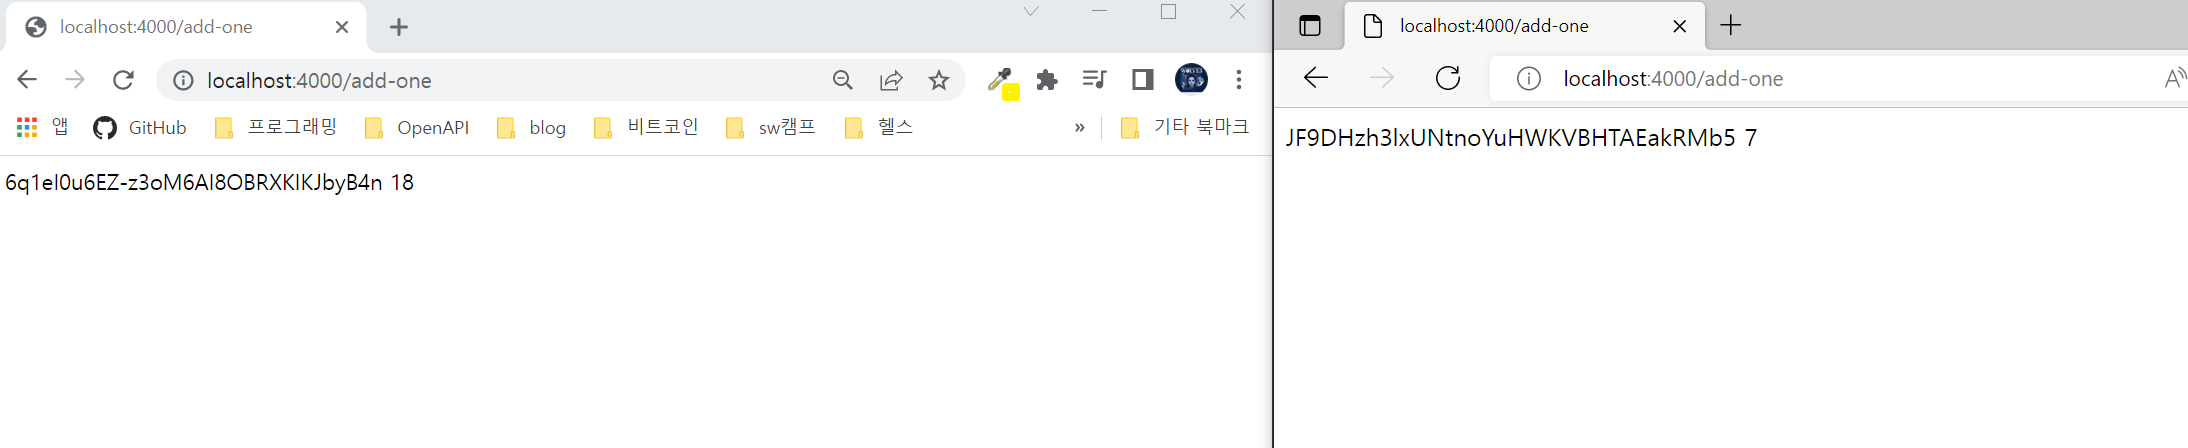 localhost:4000/add-one
localhost:4000/add-one
앱 GitHub 프로그래밍 OpenAPI blog 비트코인 sw캠프 헬스 » 기타 북마크
6q1el0u6EZ-z3oM6Al8OBRXKIKJbyB4n 18
localhost:4000/add-one
localhost:4000/add-one
JF9DHzh3lxUNtnoYuHWKVBHTAEakRMb5 7